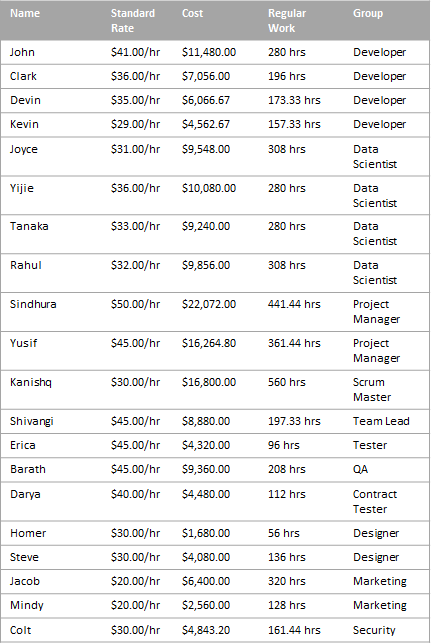 Name Standard Rate Cost Regular Work Group
John $41.00/hr $11,480.00 280 hrs Developer
Clark $36.00/hr $7,056.00 196 hrs Developer
Devin $35.00/hr $6,066.67 173.33 hrs Developer
Kevin $29.00/hr $4,562.67 157.33 hrs Developer
Joyce $31.00/hr $9,548.00 308 hrs Data Scientist
Yijie $36.00/hr $10,080.00 280 hrs Data Scientist
Tanaka $33.00/hr $9,240.00 280 hrs Data Scientist
Rahul $32.00/hr $9,856.00 308 hrs Data Scientist
Sindhura $50.00/hr $22,072.00 441.44 hrs Project Manager
Yusif $45.00/hr $16,264.80 361.44 hrs Project Manager
Kanishq $30.00/hr $16,800.00 560 hrs Scrum Master
Shivangi $45.00/hr $8,880.00 197.33 hrs Team Lead
Erica $45.00/hr $4,320.00 96 hrs Tester
Barath $45.00/hr $9,360.00 208 hrs QA
Darya $40.00/hr $4,480.00 112 hrs Contract Tester
Homer $30.00/hr $1,680.00 56 hrs Designer
Steve $30.00/hr $4,080.00 136 hrs Designer
Jacob $20.00/hr $6,400.00 320 hrs Marketing
Mindy $20.00/hr $2,560.00 128 hrs Marketing
Colt $30.00/hr $4,843.20 161.44 hrs Security